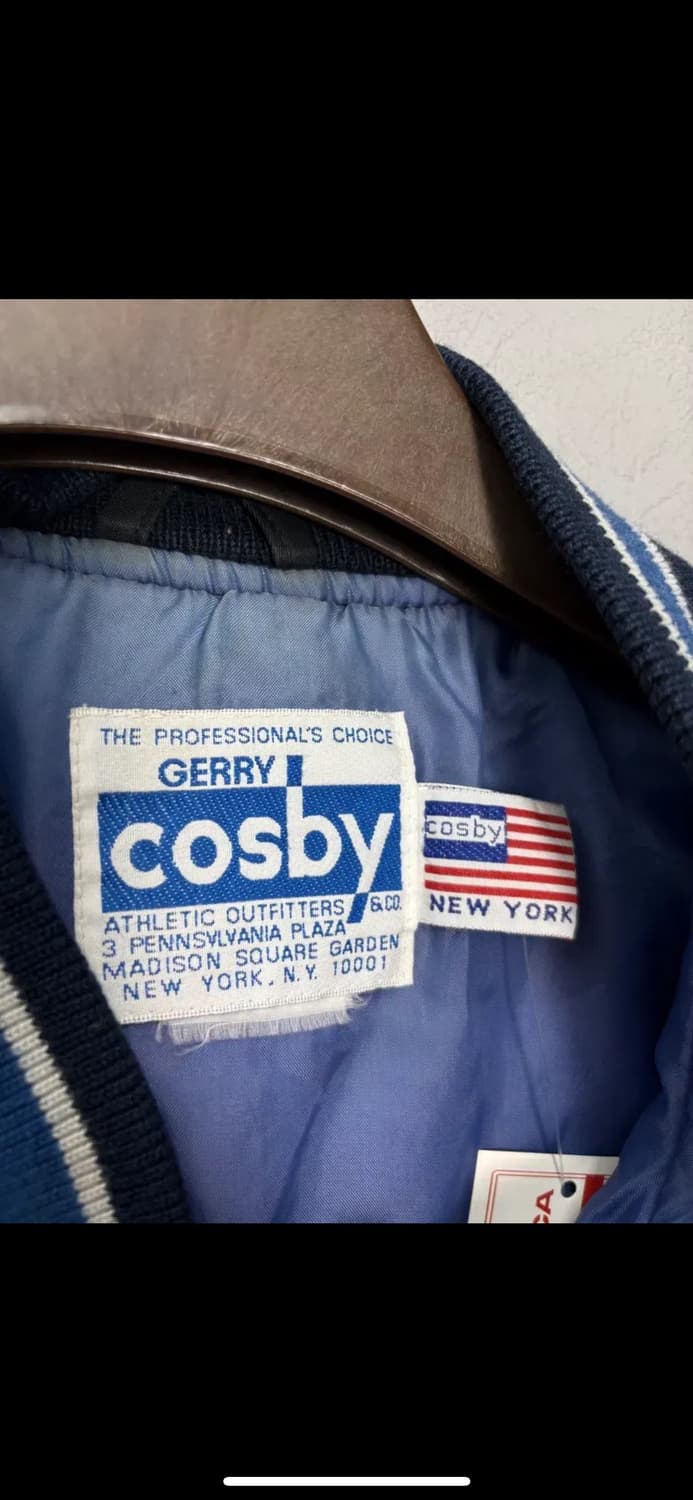 THE PROFESSIONAL'S CHOICE
GERRY
cosby
ATHLETIC OUTFITTERS & CO.
3 PENNSYLVANIA PLAZA
MADISON SQUARE GARDEN
NEW YORK, N.Y. 10001
cosby
NEW YORK